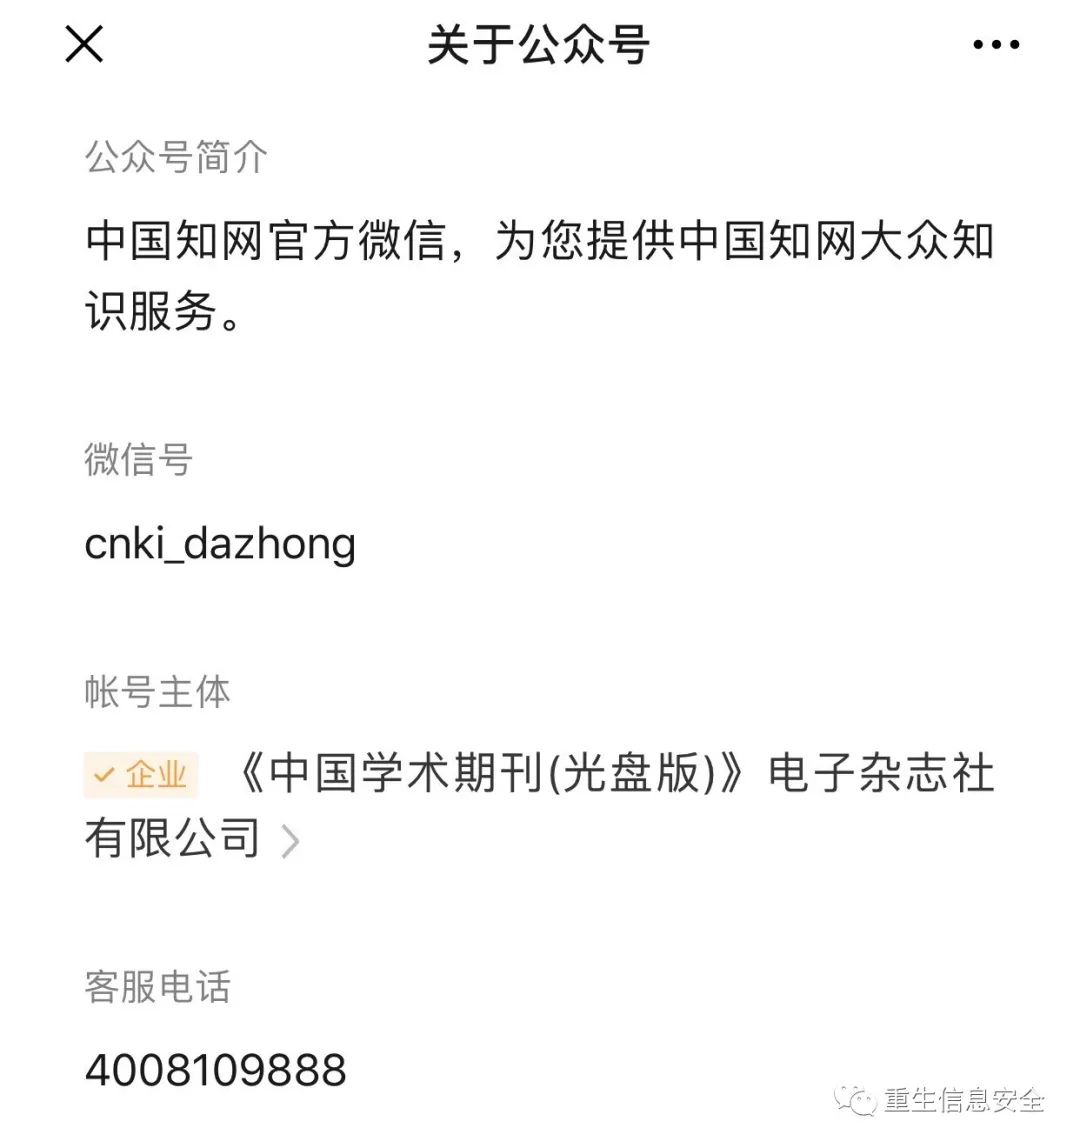 关于公众号
公众号简介
中国知网官方微信，为您提供中国知网大众知
识服务。
微信号
cnki_dazhong
帐号主体
企业 《中国学术期刊(光盘版)》电子杂志社
有限公司
客服电话
4008109888
重生信息安全